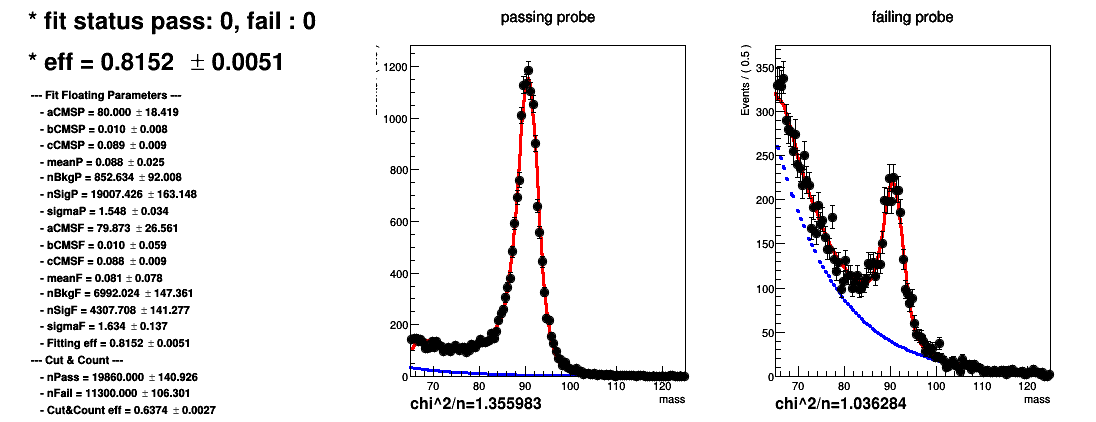 * fit status pass: 0, fail : 0
* eff = 0.8152 ± 0.0051
--- Fit Floating Parameters ---
- aCMSP = 80.000 ± 18.419
- bCMSP = 0.010 ± 0.008
- cCMSP = 0.089 ± 0.009
- meanP = 0.088 ± 0.025
- nBkgP = 852.634 ± 92.008
- nSigP = 19007.426 ± 163.148
- sigmaP = 1.548 ± 0.034
- aCMSF = 79.873 ± 26.561
- bCMSF = 0.010 ± 0.059
- cCMSF = 0.088 ± 0.009
- meanF = 0.081 ± 0.078
- nBkgF = 6992.024 ± 147.361
- nSigF = 4307.708 ± 141.277
- sigmaF = 1.634 ± 0.137
- Fitting eff = 0.8152 ± 0.0051
--- Cut & Count ---
- nPass = 19860.000 ± 140.926
- nFail = 11300.000 ± 106.301
- Cut&Count eff = 0.6374 ± 0.0027
passing probe
1200
1000
800
600
400
200
0
70 80 90 100 110 120
mass
chi^2/n=1.355983
failing probe
Events / ( 0.5 )
350
300
250
200
150
100
50
0
70 80 90 100 110 120
mass
chi^2/n=1.036284